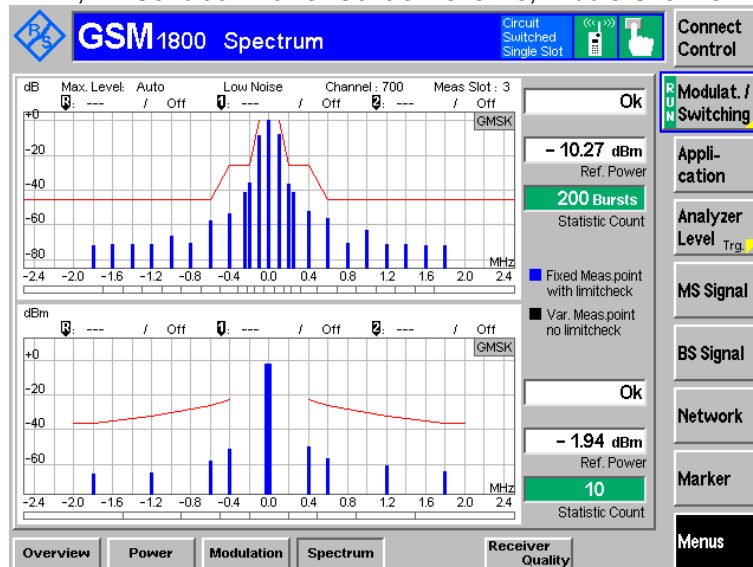 GSM 1800 Spectrum
Circuit Switched Single Slot
Connect Control
R&S
dB Max. Level: Auto Low Noise Channel : 700 Meas Slot : 3
R: --- / Off 1: --- / Off 2: --- / Off
GMSK
+0
-20
-40
-60
-80
MHz
-2.4 -2.0 -1.6 -1.2 -0.8 -0.4 0.0 0.4 0.8 1.2 1.6 2.0 2.4
Ok
- 10.27 dBm
Ref. Power
200 Bursts
Statistic Count
Fixed Meas.point
with limitcheck
Var. Meas.point
no limitcheck
dBm
R: --- / Off 1: --- / Off 2: --- / Off
GMSK
+0
-20
-40
-60
MHz
-2.4 -2.0 -1.6 -1.2 -0.8 -0.4 0.0 0.4 0.8 1.2 1.6 2.0 2.4
Ok
- 1.94 dBm
Ref. Power
10
Statistic Count
RUN
Modulat. /
Switching
Appli-
cation
Analyzer
Level Trg.
MS Signal
BS Signal
Network
Marker
Menus
Overview Power Modulation Spectrum Receiver
Quality